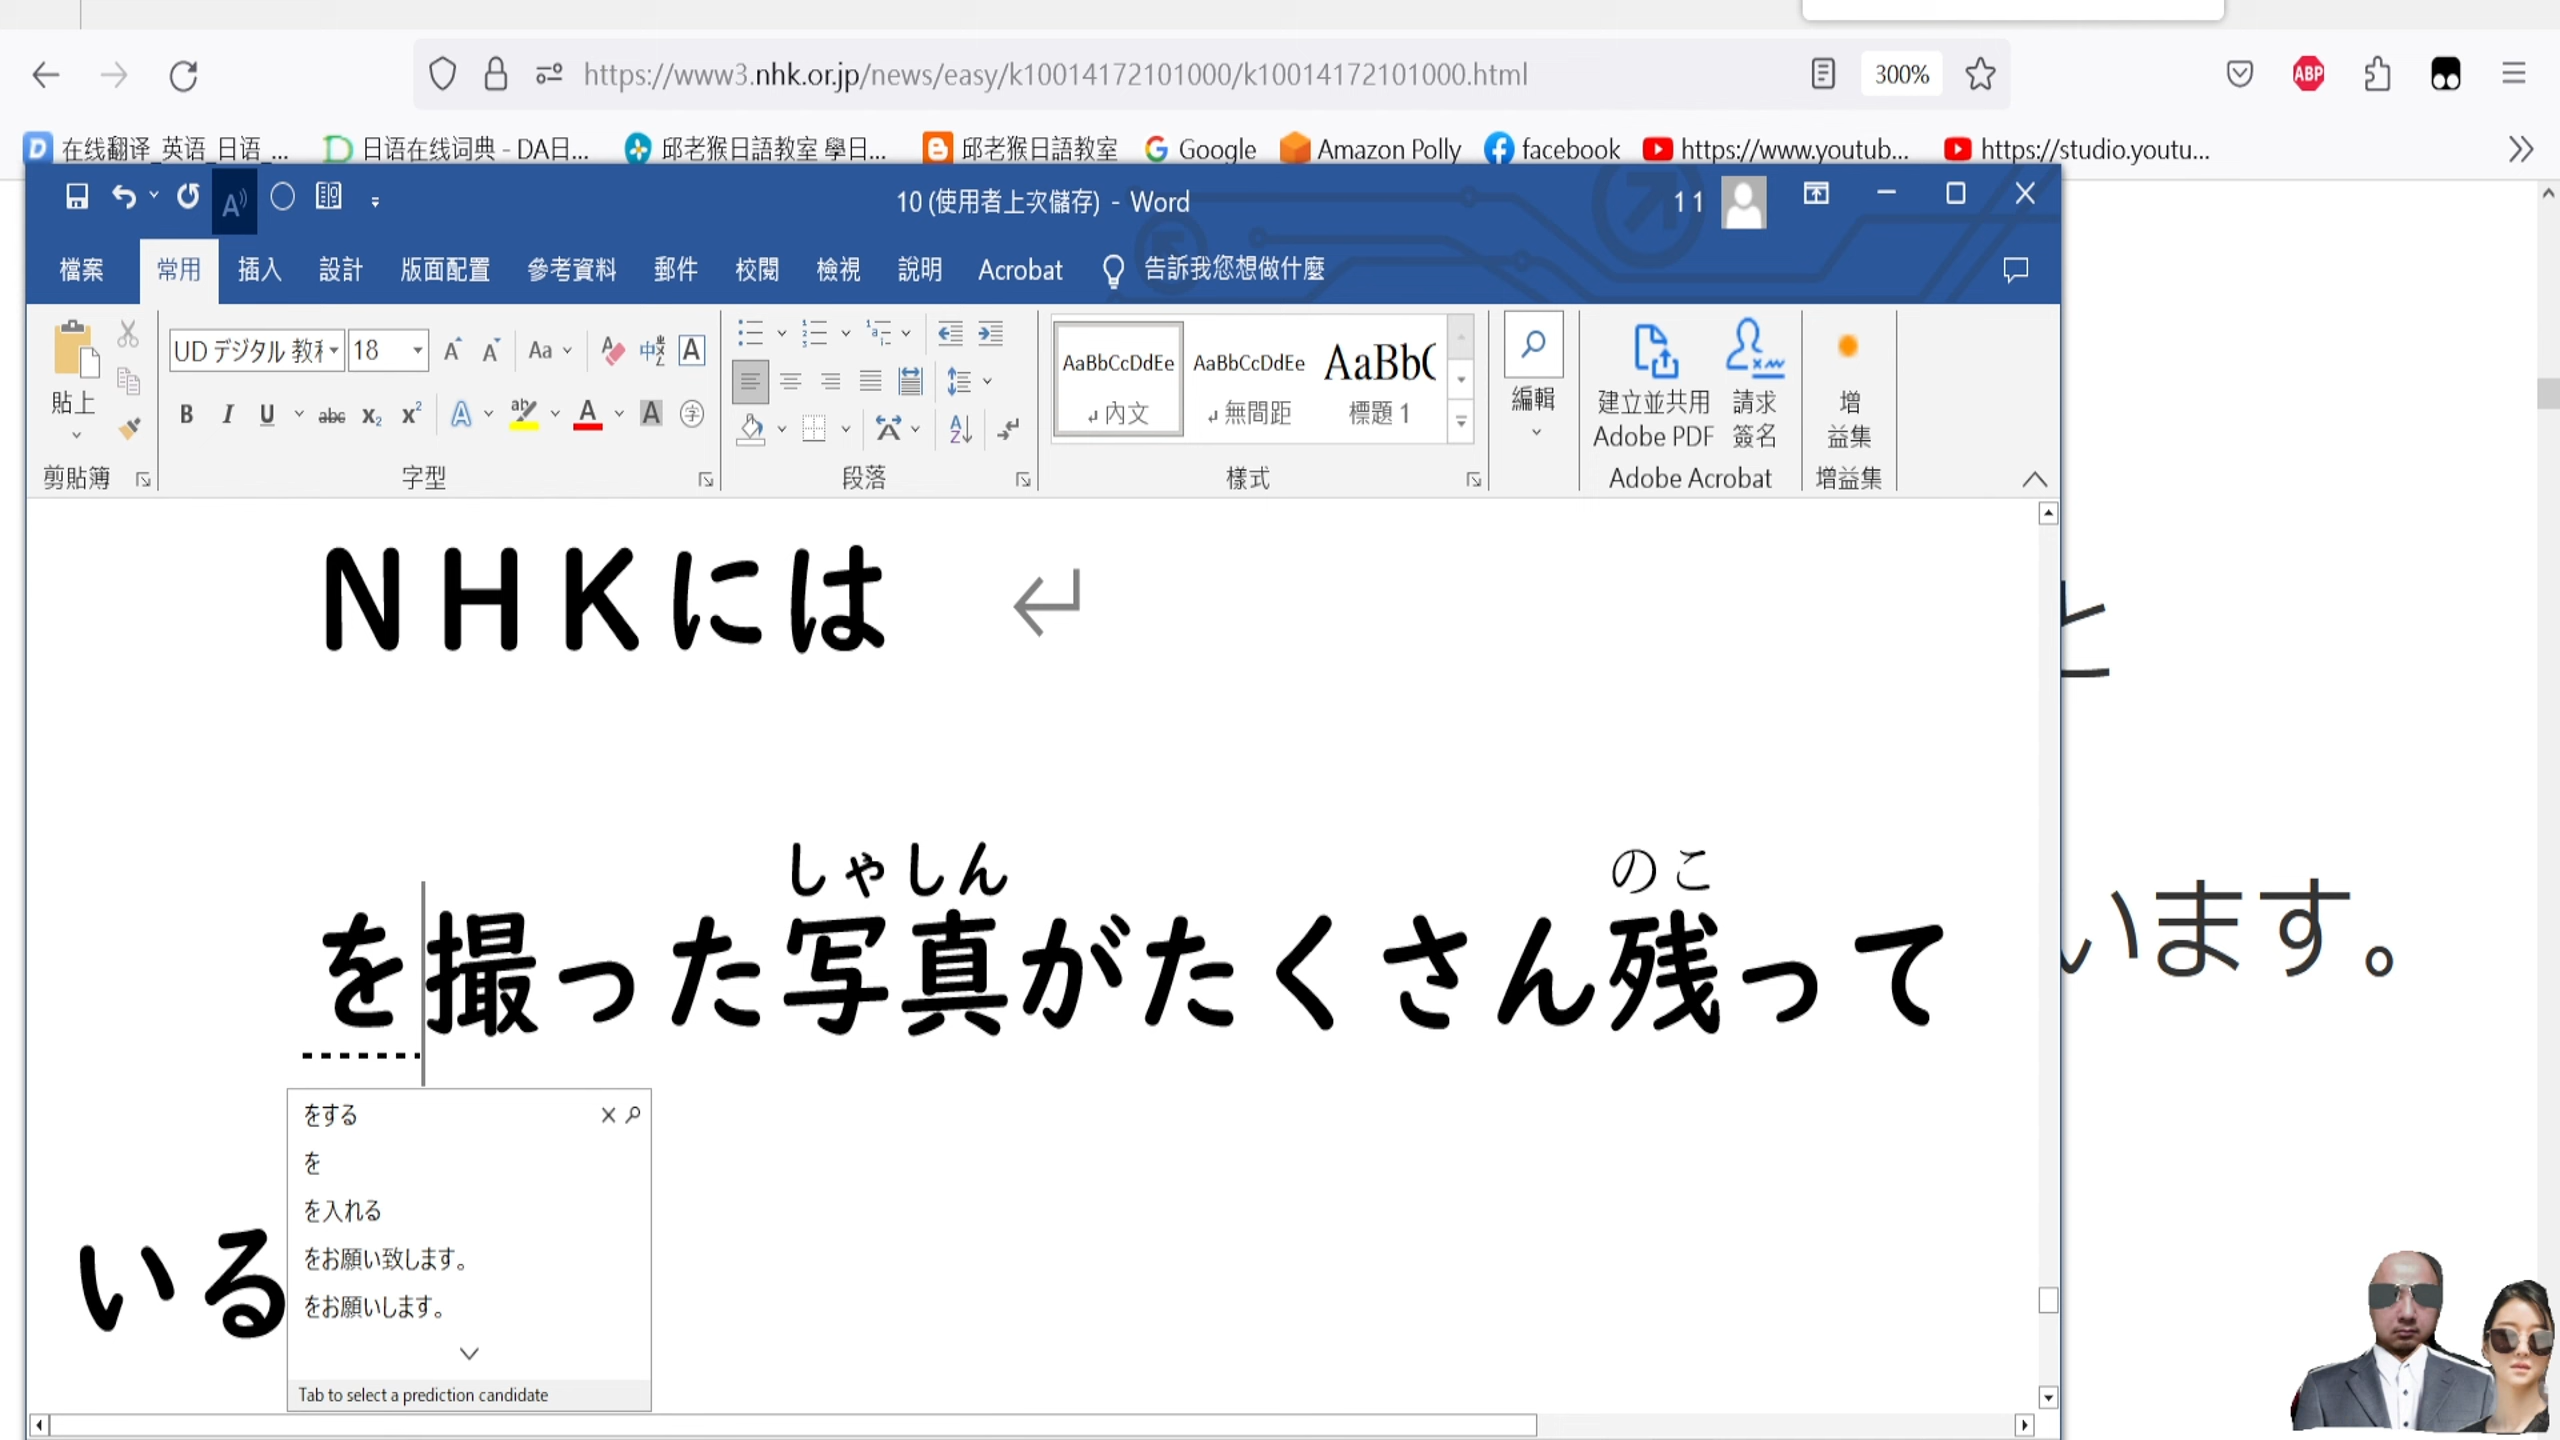 https://www3.nhk.or.jp/news/easy/k10014172101000/k10014172101000.html
300%
ABP
在线翻译_英语_日语_...
日语在线词典 - DA日...
邱老猴日語教室 學日...
邱老猴日語教室
Google
Amazon Polly
facebook
https://www.youtub...
https://studio.youtu...
10 (使用者上次儲存) - Word
1 1
檔案
常用
插入
設計
版面配置
參考資料
郵件
校閱
檢視
說明
Acrobat
告訴我您想做什麼
貼上
剪貼簿
UD デジタル 教科
18
字型
段落
AaBbCcDdEe
內文
AaBbCcDdEe
無間距
AaBb(
標題 1
樣式
編輯
建立並共用
Adobe PDF
請求
簽名
Adobe Acrobat
增
益集
增益集
ＮＨＫには
しゃしん
のこ
を撮った写真がたくさん残って
いる
と
います。
をする
を
を入れる
をお願い致します。
をお願いします。
Tab to select a prediction candidate